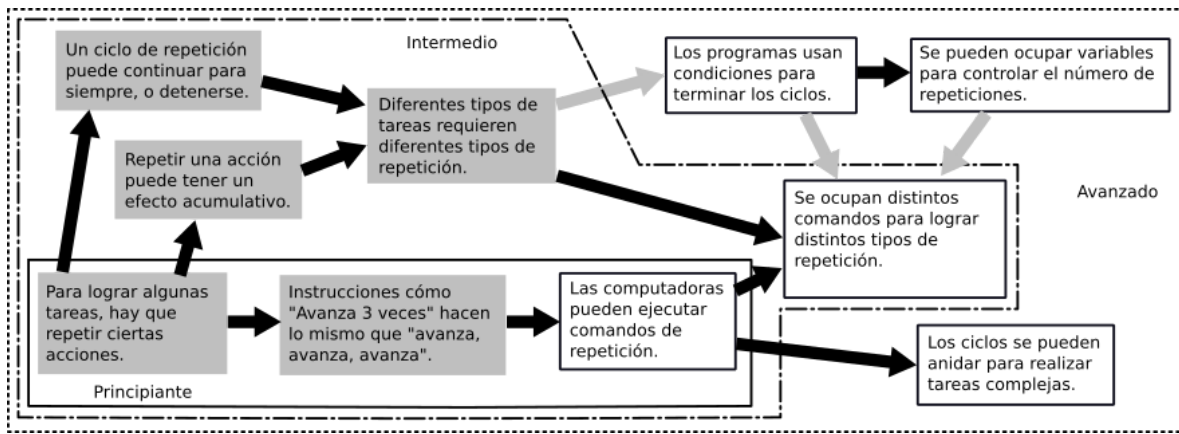 Un ciclo de repetición
puede continuar para
siempre, o detenerse.
Intermedio
Los programas usan
condiciones para
terminar los ciclos.
Se pueden ocupar variables
para controlar el número de
repeticiones.
Diferentes tipos de
tareas requieren
diferentes tipos de
repetición.
Repetir una acción
puede tener un
efecto acumulativo.
Se ocupan distintos
comandos para lograr
distintos tipos de
repetición.
Avanzado
Para lograr algunas
tareas, hay que
repetir ciertas
acciones.
Instrucciones cómo
"Avanza 3 veces" hacen
lo mismo que "avanza,
avanza, avanza".
Las computadoras
pueden ejecutar
comandos de
repetición.
Los ciclos se pueden
anidar para realizar
tareas complejas.
Principiante